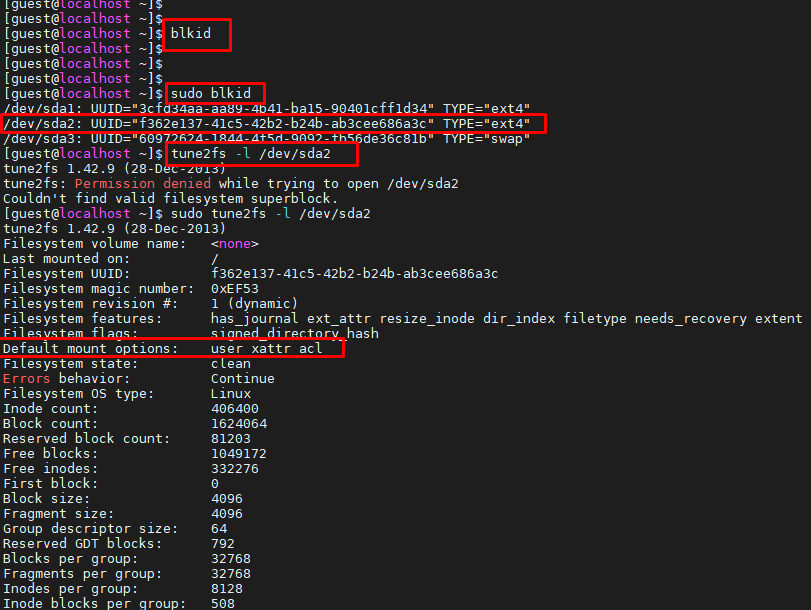 [guest@localhost ~]$
[guest@localhost ~]$
[guest@localhost ~]$ blkid
[guest@localhost ~]$
[guest@localhost ~]$
[guest@localhost ~]$
[guest@localhost ~]$ sudo blkid
/dev/sda1: UUID="3cfd34aa-aa89-4b41-ba15-90401cff1d34" TYPE="ext4"
/dev/sda2: UUID="f362e137-41c5-42b2-b24b-ab3cee686a3c" TYPE="ext4"
/dev/sda3: UUID="60972624-1844-4f5d-9092-fb56de36c81b" TYPE="swap"
[guest@localhost ~]$ tune2fs -l /dev/sda2
tune2fs 1.42.9 (28-Dec-2013)
tune2fs: Permission denied while trying to open /dev/sda2
Couldn't find valid filesystem superblock.
[guest@localhost ~]$ sudo tune2fs -l /dev/sda2
tune2fs 1.42.9 (28-Dec-2013)
Filesystem volume name:   <none>
Last mounted on:          /
Filesystem UUID:          f362e137-41c5-42b2-b24b-ab3cee686a3c
Filesystem magic number:  0xEF53
Filesystem revision #:    1 (dynamic)
Filesystem features:      has_journal ext_attr resize_inode dir_index filetype needs_recovery extent
Filesystem flags:         signed_directory_hash
Default mount options:    user_xattr acl
Filesystem state:         clean
Errors behavior:          Continue
Filesystem OS type:       Linux
Inode count:              406400
Block count:              1624064
Reserved block count:     81203
Free blocks:              1049172
Free inodes:              332276
First block:              0
Block size:               4096
Fragment size:            4096
Group descriptor size:    64
Reserved GDT blocks:      792
Blocks per group:         32768
Fragments per group:      32768
Inodes per group:         8128
Inode blocks per group:   508